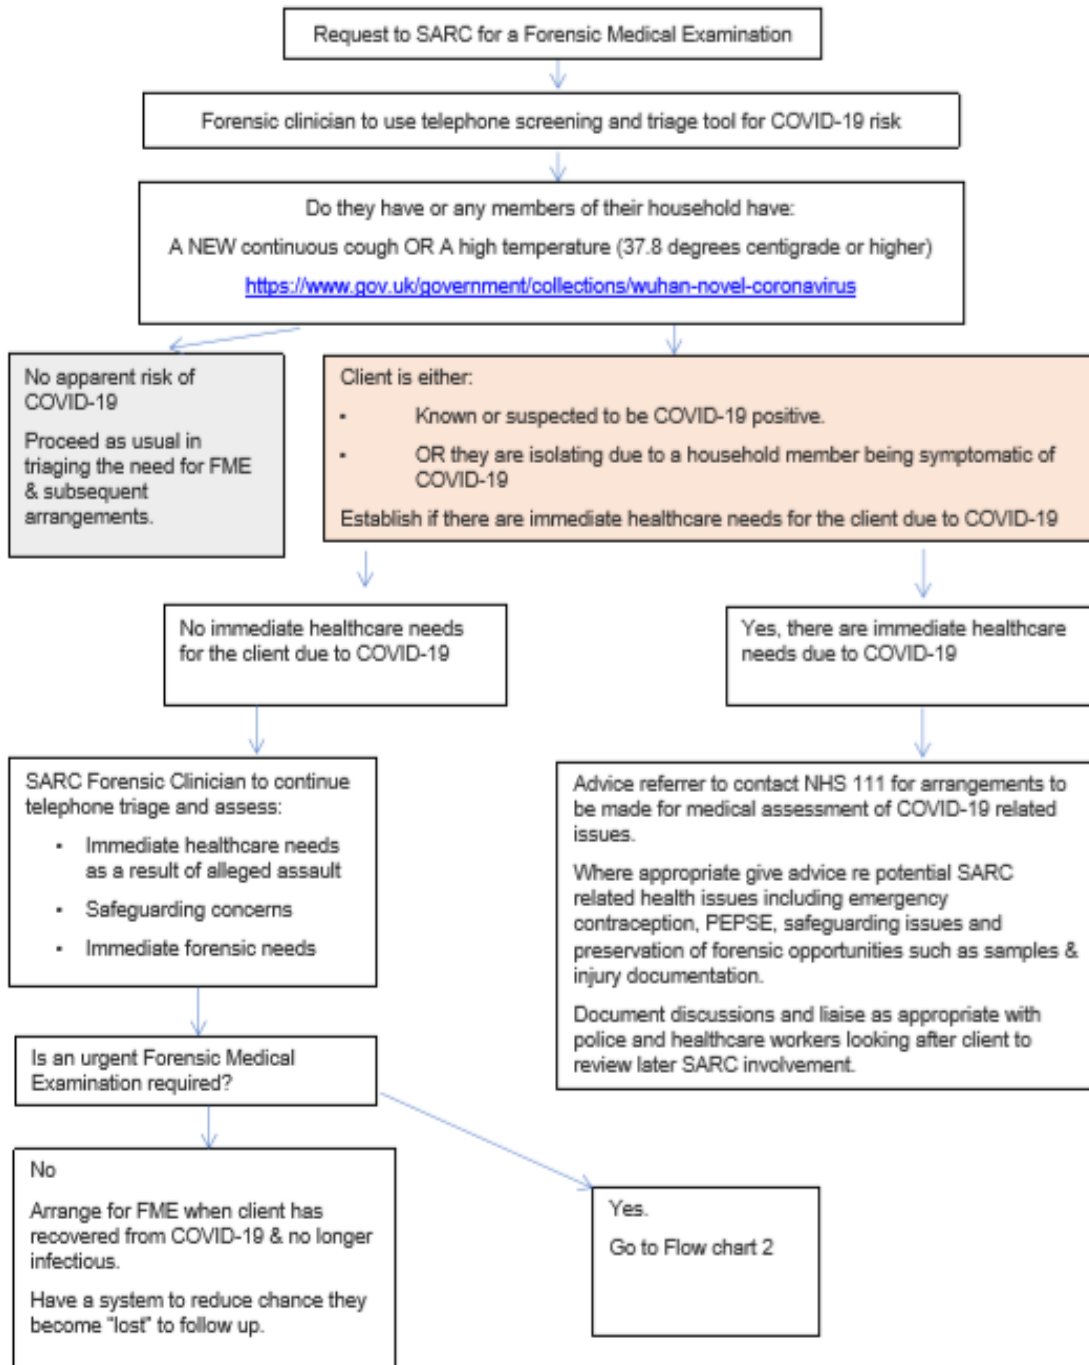 Request to SARC for a Forensic Medical Examination
Forensic clinician to use telephone screening and triage tool for COVID-19 risk
Do they have or any members of their household have:
A NEW continuous cough OR A high temperature (37.8 degrees centigrade or higher)
https://www.gov.uk/government/collections/wuhan-novel-coronavirus
No apparent risk of
COVID-19
Proceed as usual in
triaging the need for FME
& subsequent
arrangements.
Client is either:
▪ Known or suspected to be COVID-19 positive.
▪ OR they are isolating due to a household member being symptomatic of
COVID-19
Establish if there are immediate healthcare needs for the client due to COVID-19
No immediate healthcare needs
for the client due to COVID-19
Yes, there are immediate healthcare
needs due to COVID-19
SARC Forensic Clinician to continue
telephone triage and assess:
▪ Immediate healthcare needs
as a result of alleged assault
▪ Safeguarding concerns
▪ Immediate forensic needs
Advice referrer to contact NHS 111 for arrangements to
be made for medical assessment of COVID-19 related
issues.
Where appropriate give advice re potential SARC
related health issues including emergency
contraception, PEPSE, safeguarding issues and
preservation of forensic opportunities such as samples &
injury documentation.
Document discussions and liaise as appropriate with
police and healthcare workers looking after client to
review later SARC involvement.
Is an urgent Forensic Medical
Examination required?
No
Arrange for FME when client has
recovered from COVID-19 & no longer
infectious.
Have a system to reduce chance they
become "lost" to follow up.
Yes.
Go to Flow chart 2